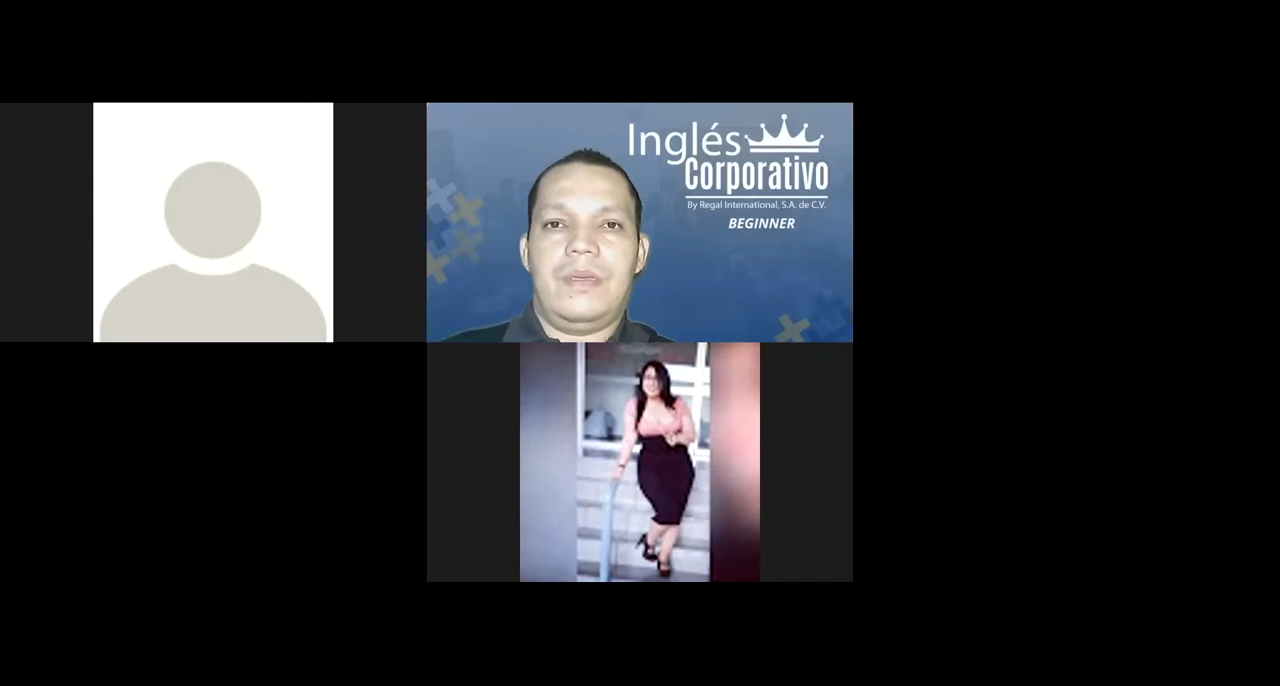 Inglés
Corporativo
By Regal International, S.A. de C.V.
BEGINNER